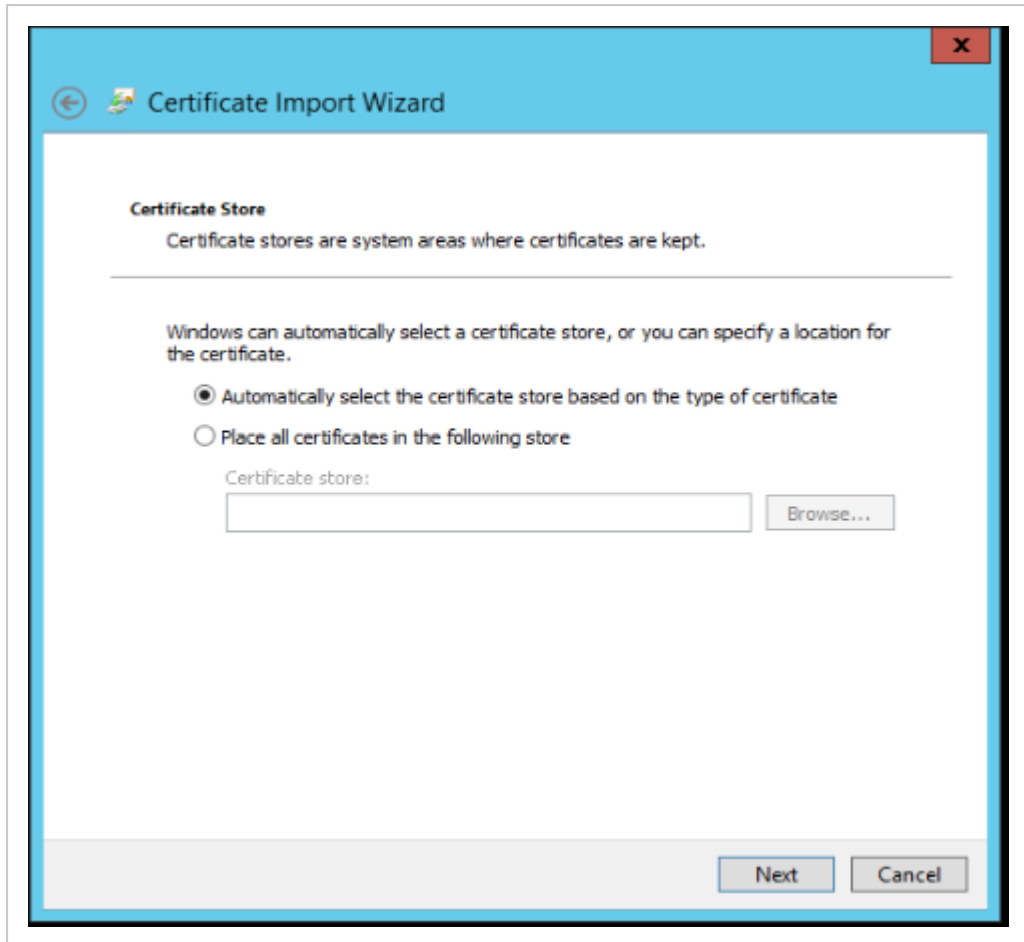 x
Certificate Import Wizard
Certificate Store
Certificate stores are system areas where certificates are kept.
Windows can automatically select a certificate store, or you can specify a location for
the certificate.
Automatically select the certificate store based on the type of certificate
Place all certificates in the following store
Certificate store:
Browse...
Next Cancel